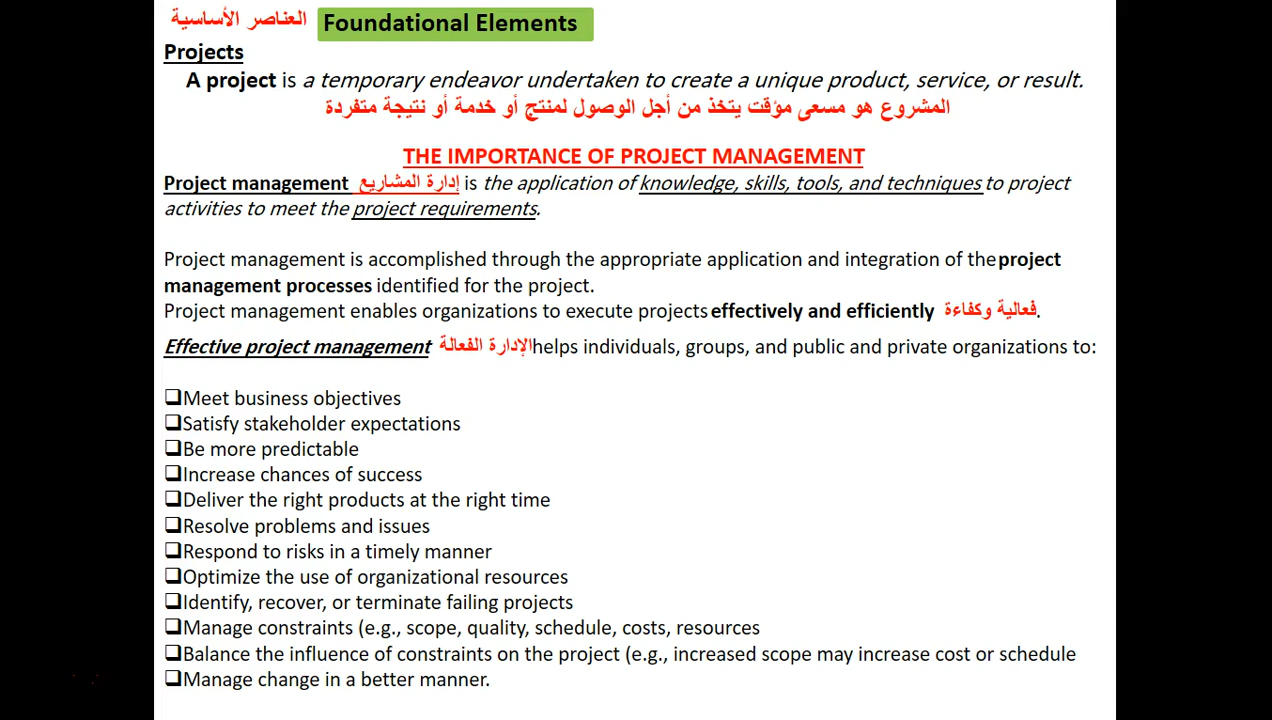 العناصر الأساسية Foundational Elements
Projects
A project is a temporary endeavor undertaken to create a unique product, service, or result.
المشروع هو مسعى مؤقت يتخذ من أجل الوصول لمنتج أو خدمة أو نتيجة متفردة
THE IMPORTANCE OF PROJECT MANAGEMENT
Project management إدارة المشاريع is the application of knowledge, skills, tools, and techniques to project
activities to meet the project requirements.
Project management is accomplished through the appropriate application and integration of the project
management processes identified for the project.
Project management enables organizations to execute projects effectively and efficiently فعالية وكفاءة.
Effective project management الإدارة الفعالة helps individuals, groups, and public and private organizations to:
❑Meet business objectives
❑Satisfy stakeholder expectations
❑Be more predictable
❑Increase chances of success
❑Deliver the right products at the right time
❑Resolve problems and issues
❑Respond to risks in a timely manner
❑Optimize the use of organizational resources
❑Identify, recover, or terminate failing projects
❑Manage constraints (e.g., scope, quality, schedule, costs, resources
❑Balance the influence of constraints on the project (e.g., increased scope may increase cost or schedule
❑Manage change in a better manner.